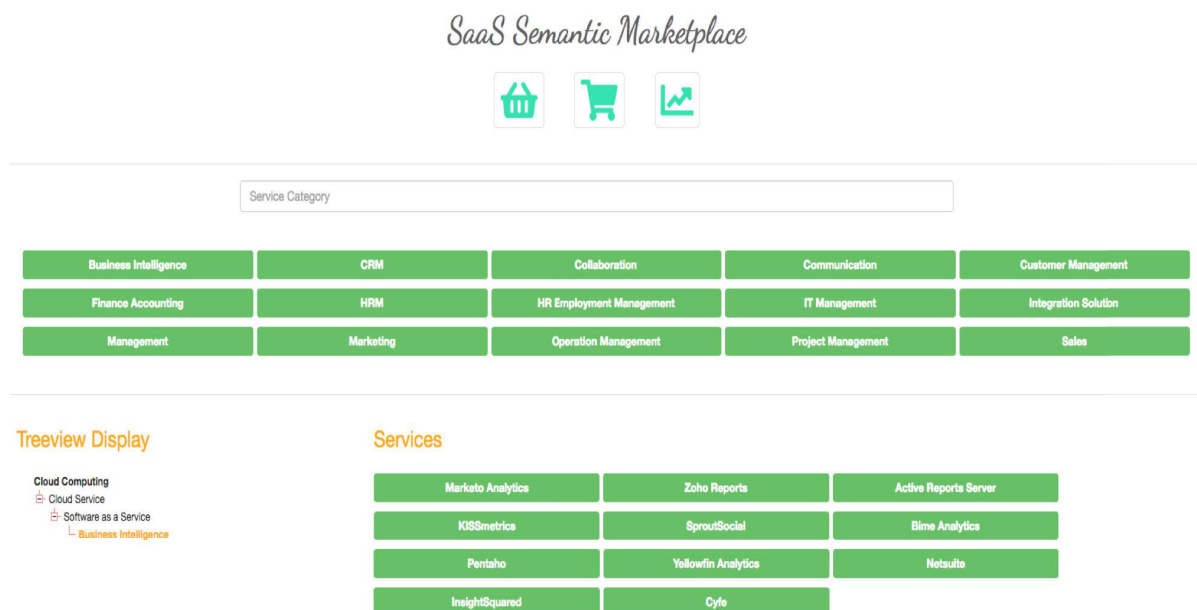 SaaS Semantic Marketplace
Service Category
Business Intelligence CRM Collaboration Communication Customer Management
Finance Accounting HRM HR Employment Management IT Management Integration Solution
Management Marketing Operation Management Project Management Sales
Treeview Display Services
Cloud Computing
Cloud Service
Software as a Service
Business Intelligence
Marketo Analytics Zoho Reports Active Reports Server
KISSmetrics SproutSocial Bime Analytics
Pentaho Yellowfin Analytics Netsuite
InsightSquared Cyfe